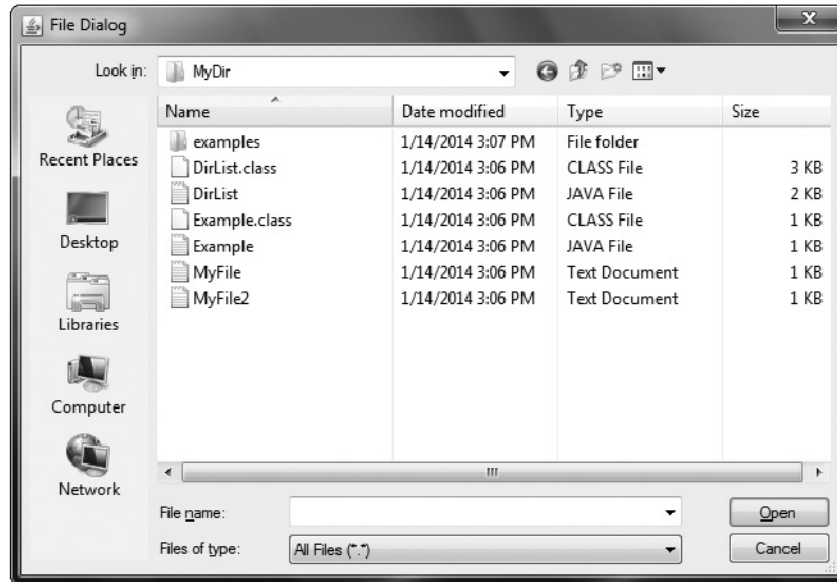 File Dialog
Look in: MyDir
Name Date modified Type Size
examples 1/14/2014 3:07 PM File folder
DirList.class 1/14/2014 3:06 PM CLASS File 3 KB
DirList 1/14/2014 3:06 PM JAVA File 2 KB
Example.class 1/14/2014 3:06 PM CLASS File 1 KB
Example 1/14/2014 3:06 PM JAVA File 1 KB
MyFile 1/14/2014 3:06 PM Text Document 1 KB
MyFile2 1/14/2014 3:06 PM Text Document 1 KB
Recent Places
Desktop
Libraries
Computer
Network
File name: Open
Files of type: All Files (*.*) Cancel